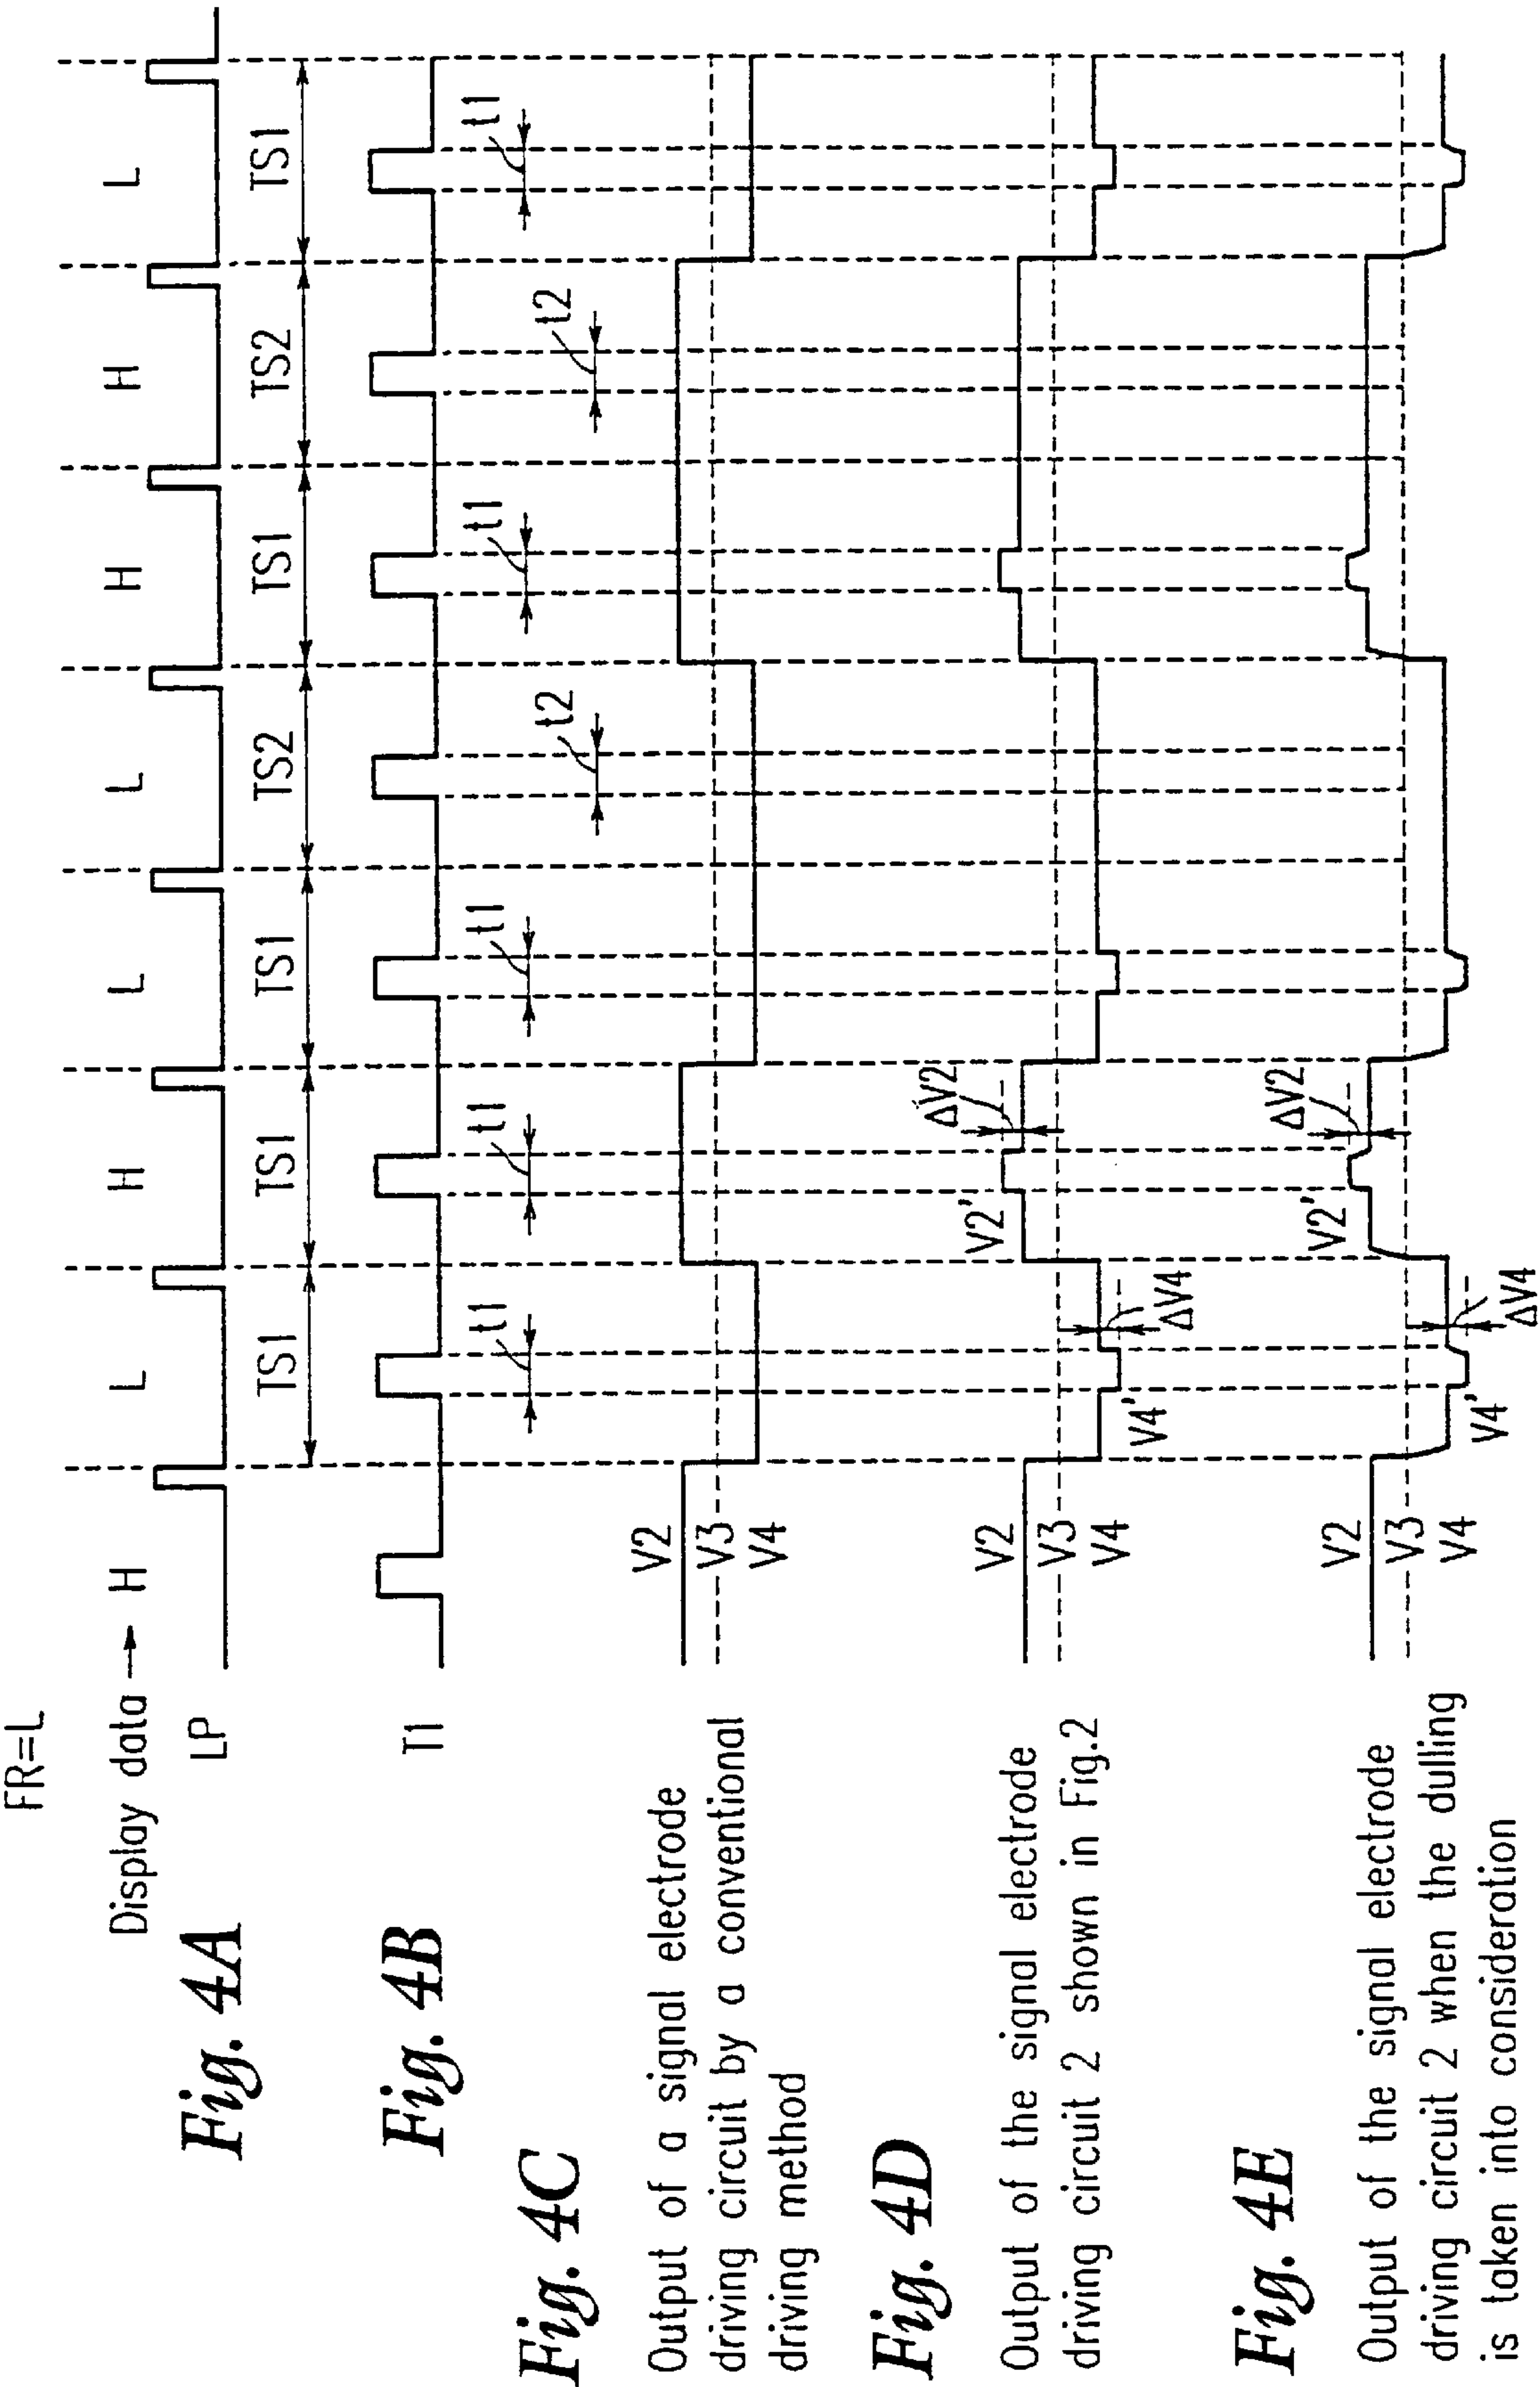 FR=L
Display data → H L H L L H H L
Fig. 4A
LP
TS1 TS1 TS1 TS2 TS1 TS2 TS1
Fig. 4B
T1
t1 t1 t1 t2 t1 t2 t1
Fig. 4C
Output of a signal electrode
driving circuit by a conventional
driving method
V2
V3
V4
Fig. 4D
Output of the signal electrode
driving circuit 2 shown in Fig.2
V2
V3
V4
V4'
ΔV4
V2'
ΔV2
Fig. 4E
Output of the signal electrode
driving circuit 2 when the dulling
is taken into consideration
V2
V3
V4
V4'
ΔV4
V2'
ΔV2